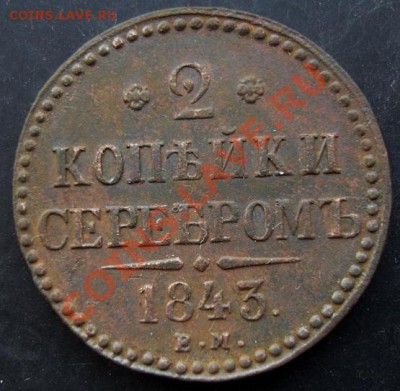 COINS.LAVE.RU
2
КОПѢЙКИ
СЕРЕБРОМЪ
1843.
Е.М.
COINS.LAVE.RU